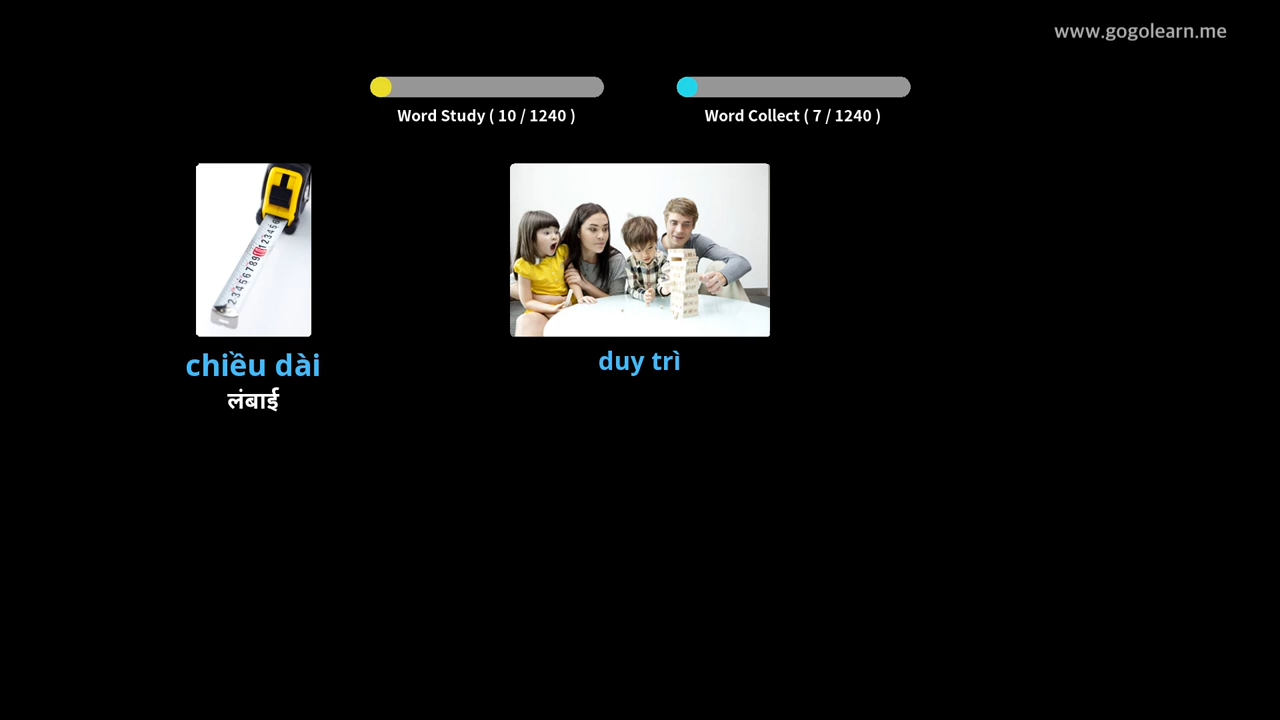 www.gogolearn.me
Word Study ( 10 / 1240 )
Word Collect ( 7 / 1240 )
chiều dài
लंबाई
duy trì